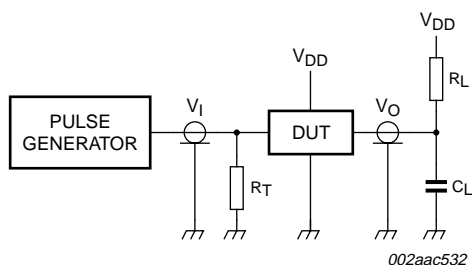 V_DD
V_DD
R_L
V_I
V_O
PULSE
GENERATOR
DUT
R_T
C_L
002aac532